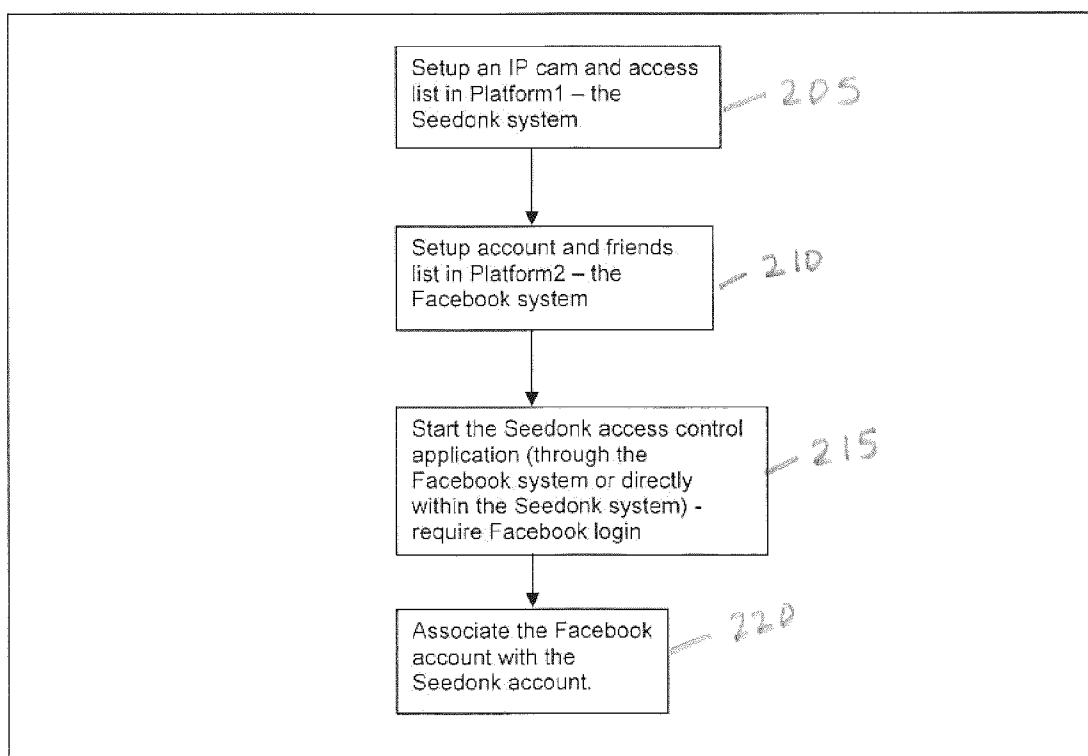 Setup an IP cam and access
list in Platform1 – the
Seedonk system
205
Setup account and friends
list in Platform2 – the
Facebook system
210
Start the Seedonk access control
application (through the
Facebook system or directly
within the Seedonk system) -
require Facebook login
215
Associate the Facebook
account with the
Seedonk account.
220